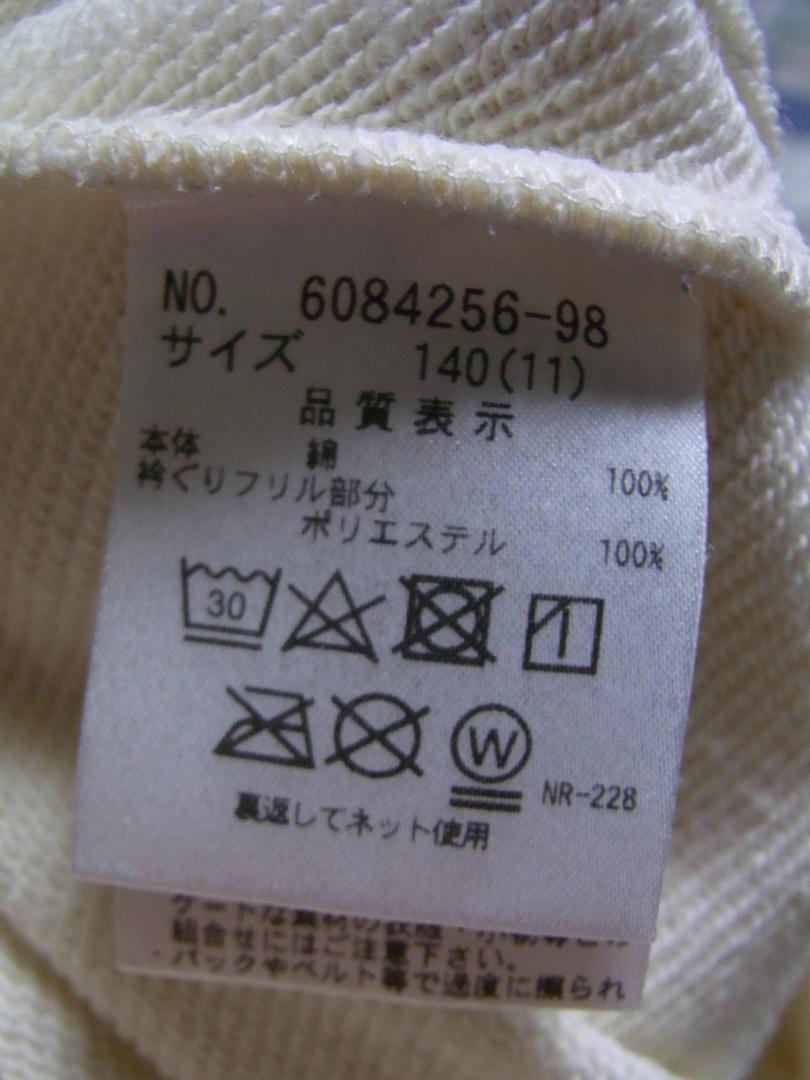 NO. 6084256-98
サイズ 140(11)
品質表示
本体 綿 100%
衿ぐりフリル部分
ポリエステル 100%
30
W
NR-228
裏返してネット使用
組合せにはご注意下さい。
・バックやベルト等で過度に擦られ